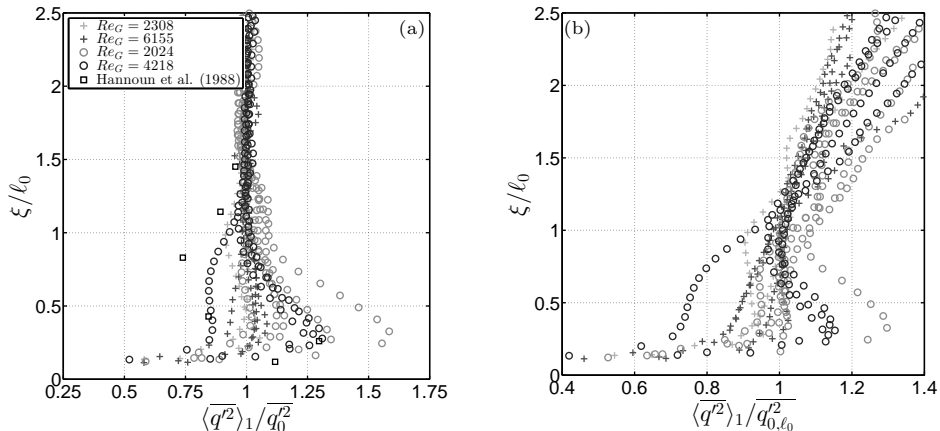 (a)
Re_G = 2308
Re_G = 6155
Re_G = 2024
Re_G = 4218
Hannoun et al. (1988)
2.5
2
1.5
1
0.5
0
ξ/ℓ_0
0.25 0.5 0.75 1 1.25 1.5 1.75
⟨\overline{q'^2}⟩_1/\overline{q'^2_0}
(b)
2.5
2
1.5
1
0.5
0
ξ/ℓ_0
0.4 0.6 0.8 1 1.2 1.4
⟨\overline{q'^2}⟩_1/\overline{q'^2_{0,ℓ_0}}